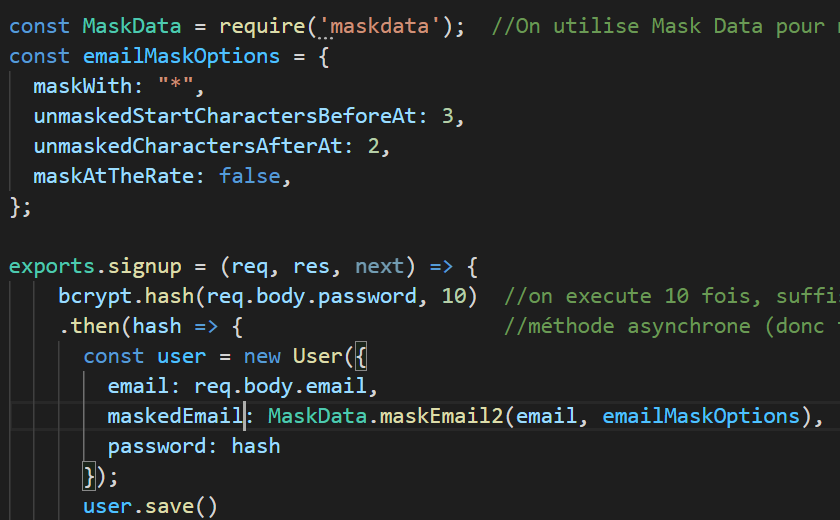 const MaskData = require('maskdata');  //On utilise Mask Data pour
const emailMaskOptions = {
  maskWith: "*",
  unmaskedStartCharactersBeforeAt: 3,
  unmaskedCharactersAfterAt: 2,
  maskAtTheRate: false,
};
exports.signup = (req, res, next) => {
    bcrypt.hash(req.body.password, 10)  //on execute 10 fois,
    .then(hash => {                     //méthode asynchrone (donc
      const user = new User({
        email: req.body.email,
        maskedEmail: MaskData.maskEmail2(email, emailMaskOptions),
        password: hash
      });
      user.save()